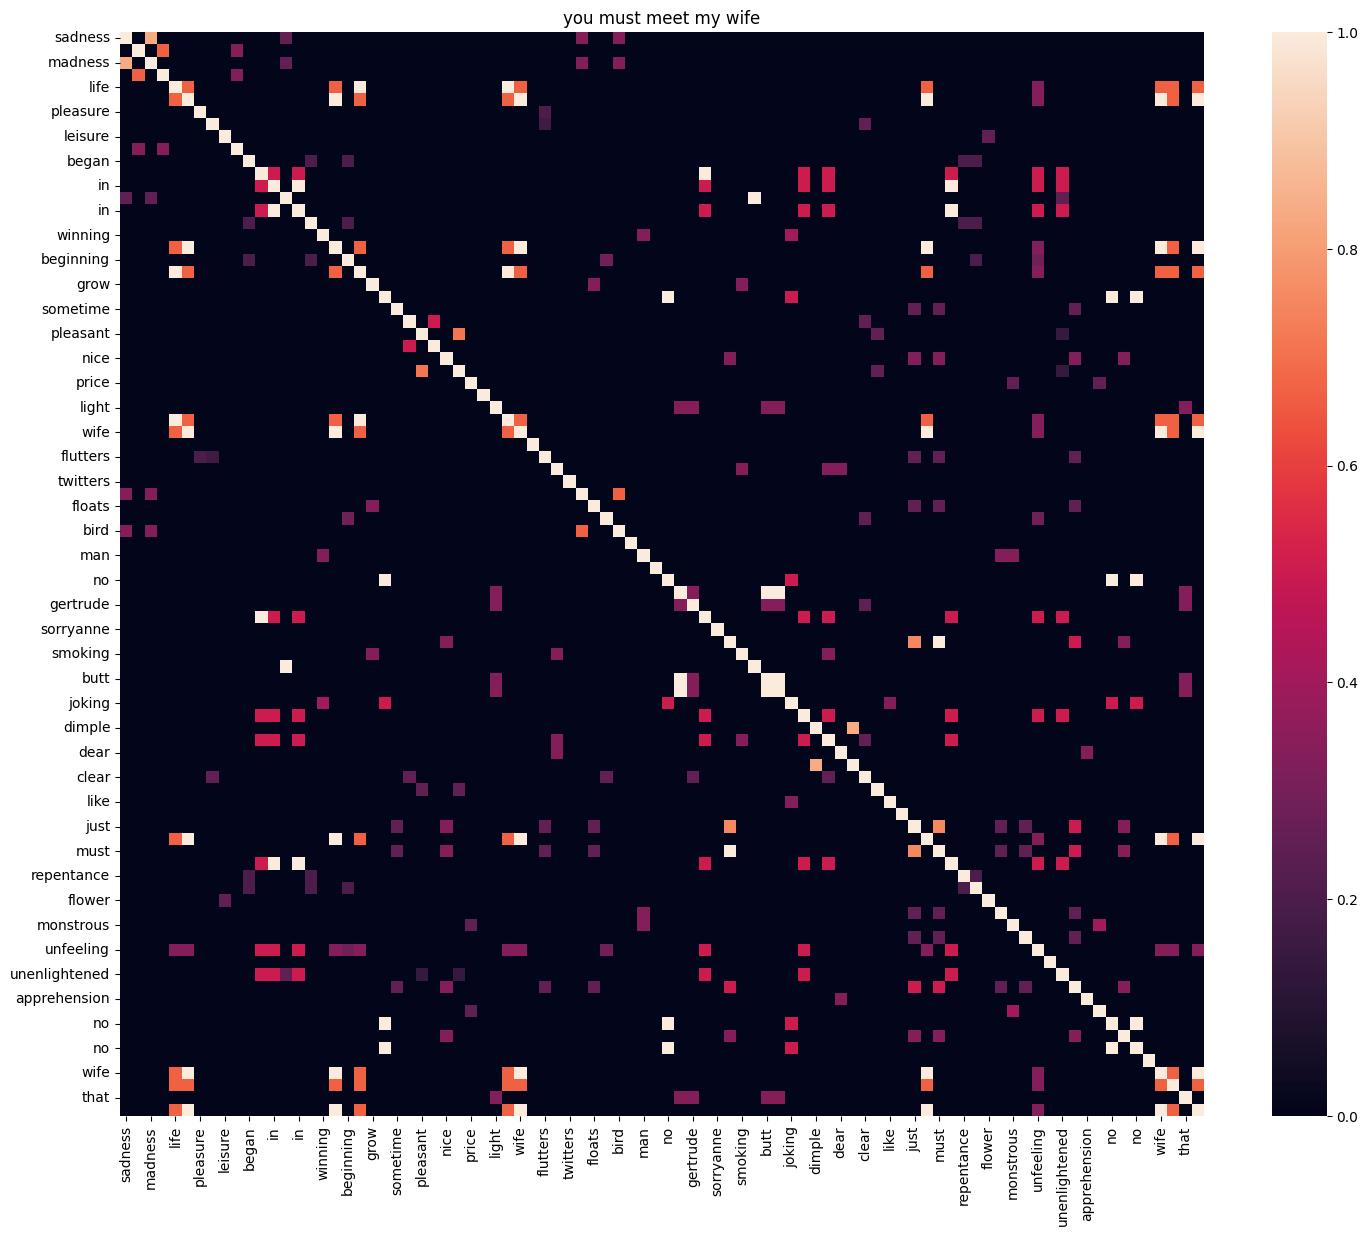 you must meet my wife
sadness
madness
life
pleasure
leisure
began
in
in
winning
beginning
grow
sometime
pleasant
nice
price
light
wife
flutters
twitters
floats
bird
man
no
gertrude
sorryanne
smoking
butt
joking
dimple
dear
clear
like
just
must
repentance
flower
monstrous
unfeeling
unenlightened
apprehension
no
no
wife
that
1.0
0.8
0.6
0.4
0.2
0.0
sadness
madness
life
pleasure
leisure
began
in
in
winning
beginning
grow
sometime
pleasant
nice
price
light
wife
flutters
twitters
floats
bird
man
no
gertrude
sorryanne
smoking
butt
joking
dimple
dear
clear
like
just
must
repentance
flower
monstrous
unfeeling
unenlightened
apprehension
no
no
wife
that